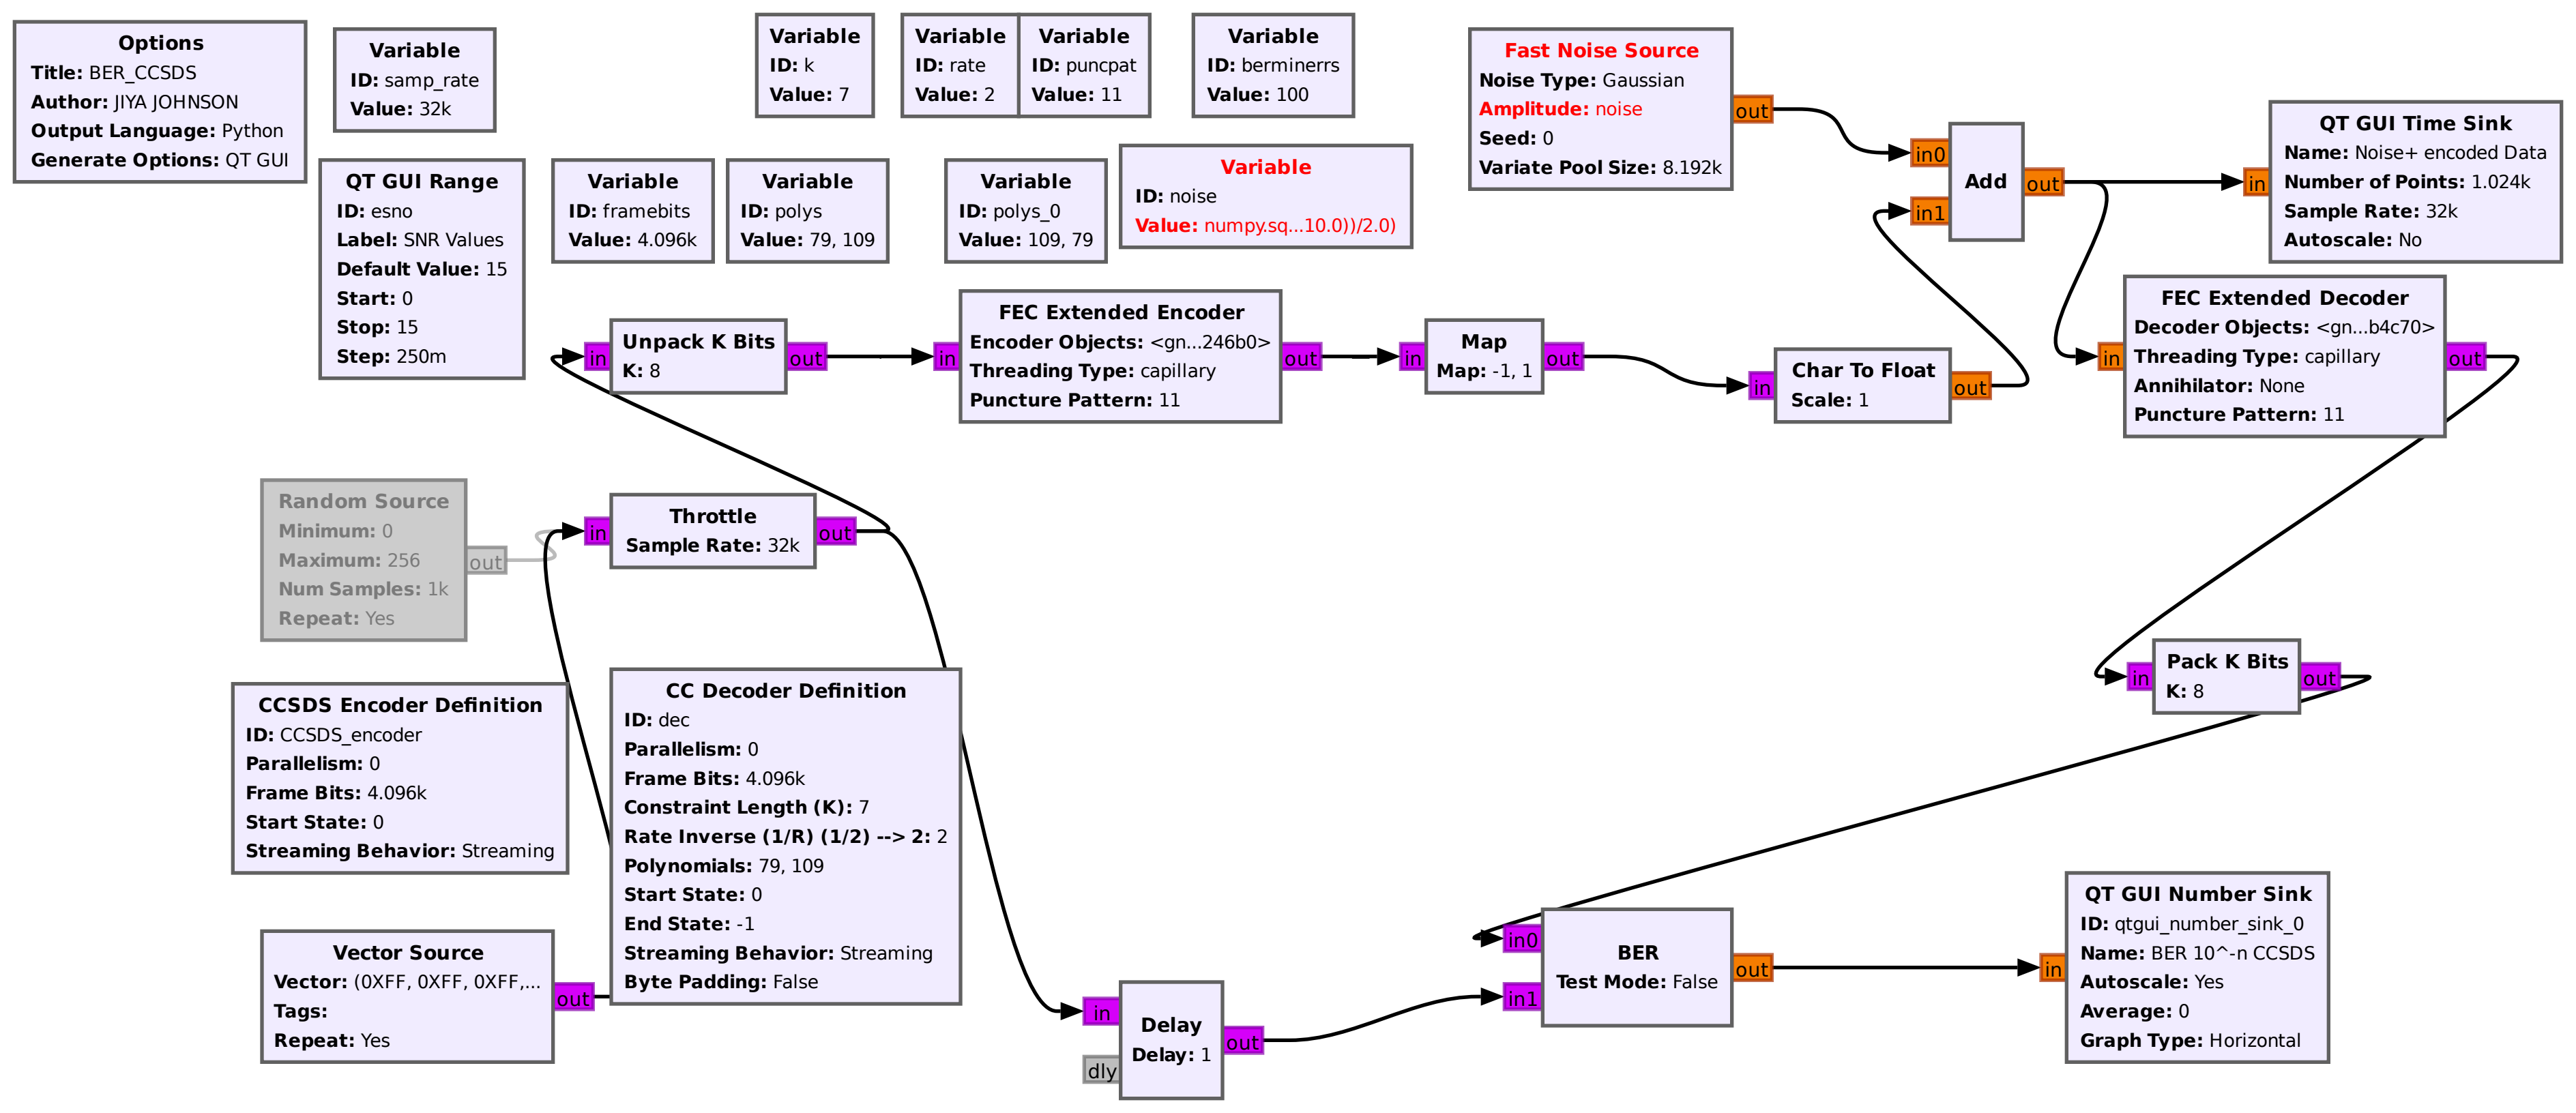 Options
Title: BER_CCSDS
Author: JIYA JOHNSON
Output Language: Python
Generate Options: QT GUI
Variable
ID: samp_rate
Value: 32k
Variable
ID: k
Value: 7
Variable
ID: rate
Value: 2
Variable
ID: puncpat
Value: 11
Variable
ID: berminerrs
Value: 100
Fast Noise Source
Noise Type: Gaussian
Amplitude: noise
Seed: 0
Variate Pool Size: 8.192k
out
in0
in1
Add
out
in
QT GUI Time Sink
Name: Noise+ encoded Data
Number of Points: 1.024k
Sample Rate: 32k
Autoscale: No
QT GUI Range
ID: esno
Label: SNR Values
Default Value: 15
Start: 0
Stop: 15
Step: 250m
Variable
ID: framebits
Value: 4.096k
Variable
ID: polys
Value: 79, 109
Variable
ID: polys_0
Value: 109, 79
Variable
ID: noise
Value: numpy.sq...10.0))/2.0)
in
Unpack K Bits
K: 8
out
in
FEC Extended Encoder
Encoder Objects: <gn...246b0>
Threading Type: capillary
Puncture Pattern: 11
out
in
Map
Map: -1, 1
out
in
Char To Float
Scale: 1
out
in
FEC Extended Decoder
Decoder Objects: <gn...b4c70>
Threading Type: capillary
Annihilator: None
Puncture Pattern: 11
out
Random Source
Minimum: 0
Maximum: 256
Num Samples: 1k
Repeat: Yes
out
in
Throttle
Sample Rate: 32k
out
in
Pack K Bits
K: 8
out
CCSDS Encoder Definition
ID: CCSDS_encoder
Parallelism: 0
Frame Bits: 4.096k
Start State: 0
Streaming Behavior: Streaming
CC Decoder Definition
ID: dec
Parallelism: 0
Frame Bits: 4.096k
Constraint Length (K): 7
Rate Inverse (1/R) (1/2) --> 2: 2
Polynomials: 79, 109
Start State: 0
End State: -1
Streaming Behavior: Streaming
Byte Padding: False
Vector Source
Vector: (0XFF, 0XFF, 0XFF,...
Tags:
Repeat: Yes
out
in
dly
Delay
Delay: 1
out
in0
in1
BER
Test Mode: False
out
in
QT GUI Number Sink
ID: qtgui_number_sink_0
Name: BER 10^-n CCSDS
Autoscale: Yes
Average: 0
Graph Type: Horizontal